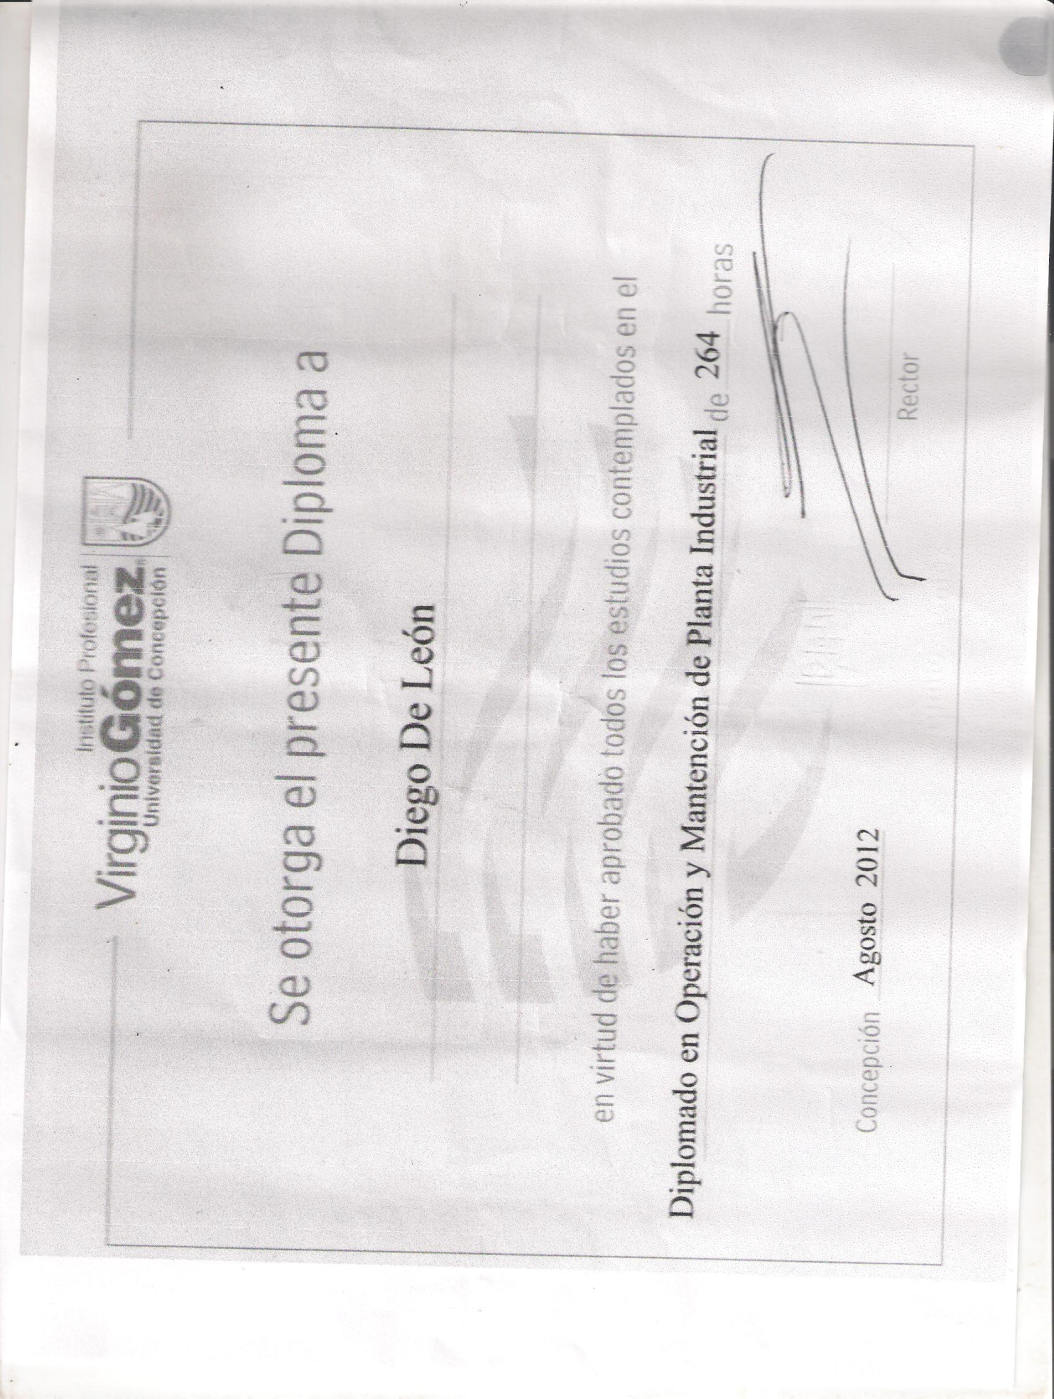 Instituto Profesional
VirginioGómez®
Universidad de Concepción
Se otorga el presente Diploma a
Diego De León
en virtud de haber aprobado todos los estudios contemplados en el
Diplomado en Operación y Mantención de Planta Industrial de 264 horas
Concepción Agosto 2012
Rector